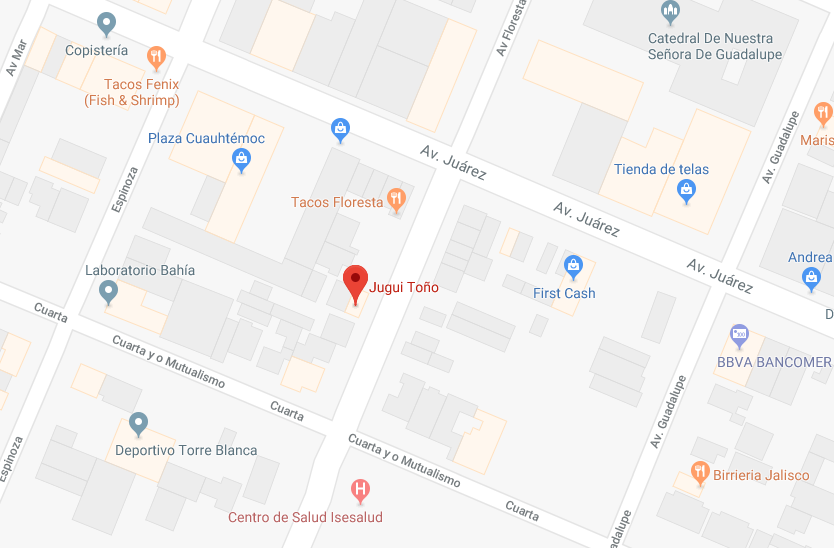 Av Mar
Copistería
Tacos Fenix
(Fish & Shrimp)
Av Floresta
Catedral De Nuestra
Señora De Guadalupe
Plaza Cuauhtémoc
Av. Juárez
Espinoza
Tienda de telas
Av. Guadalupe
Maris
Tacos Floresta
Av. Juárez
Laboratorio Bahía
Jugui Toño
First Cash
Av. Juárez
Andrea
D
Cuarta
Cuarta y o Mutualismo
BBVA BANCOMER
Cuarta
Av. Guadalupe
Deportivo Torre Blanca
Espinoza
Cuarta y o Mutualismo
Birrieria Jalisco
Centro de Salud Isesalud
Cuarta
dalupe